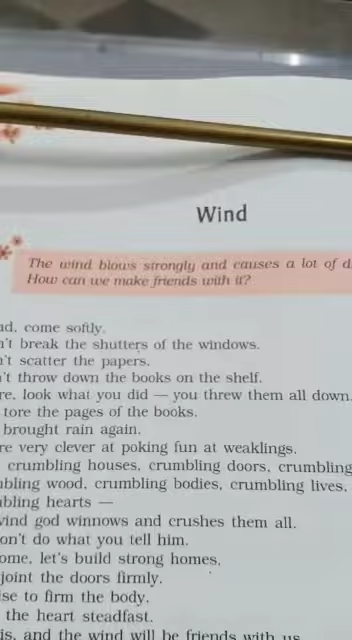 Wind
The wind blows strongly and causes a lot of d
How can we make friends with it?
nd, come softly.
n't break the shutters of the windows.
n't scatter the papers.
n't throw down the books on the shelf.
re, look what you did — you threw them all down.
tore the pages of the books.
brought rain again.
re very clever at poking fun at weaklings.
crumbling houses, crumbling doors, crumbling
mbling wood, crumbling bodies, crumbling lives,
mbling hearts —
wind god winnows and crushes them all.
on't do what you tell him.
ome, let's build strong homes,
joint the doors firmly.
ise to firm the body.
the heart steadfast.
is, and the wind will be friends with us.